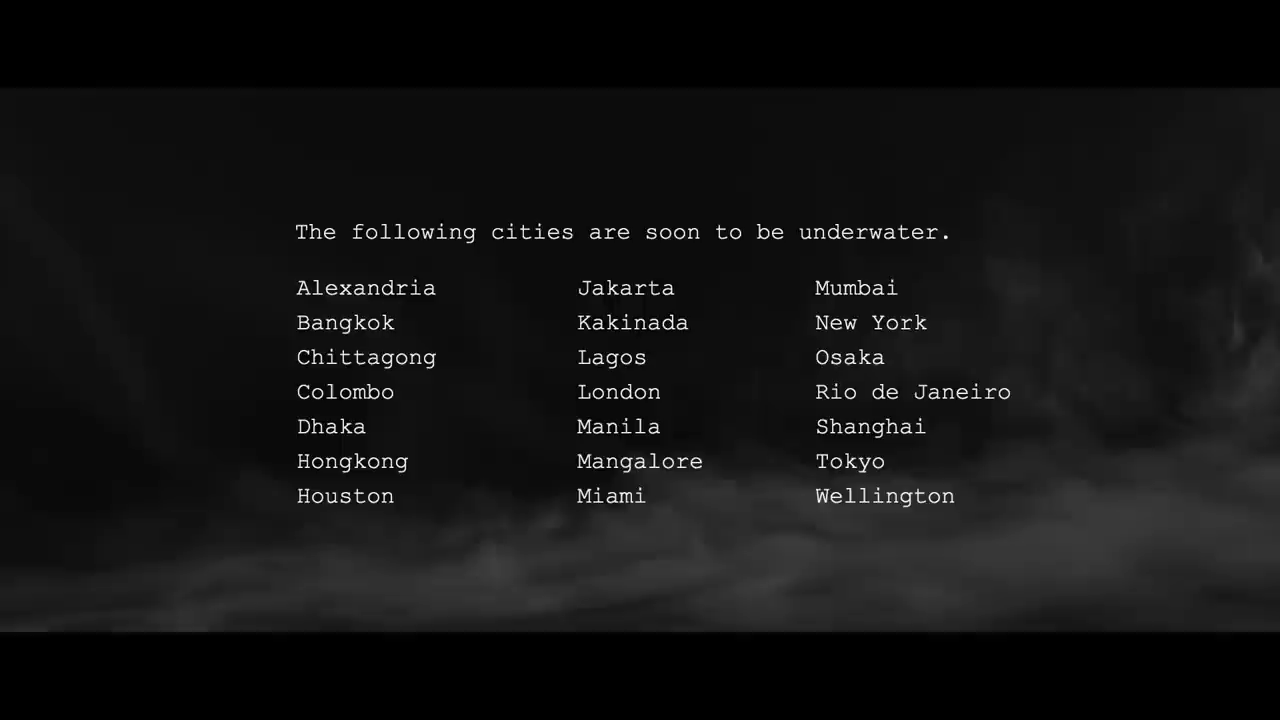 The following cities are soon to be underwater.
Alexandria
Bangkok
Chittagong
Colombo
Dhaka
Hongkong
Houston
Jakarta
Kakinada
Lagos
London
Manila
Mangalore
Miami
Mumbai
New York
Osaka
Rio de Janeiro
Shanghai
Tokyo
Wellington